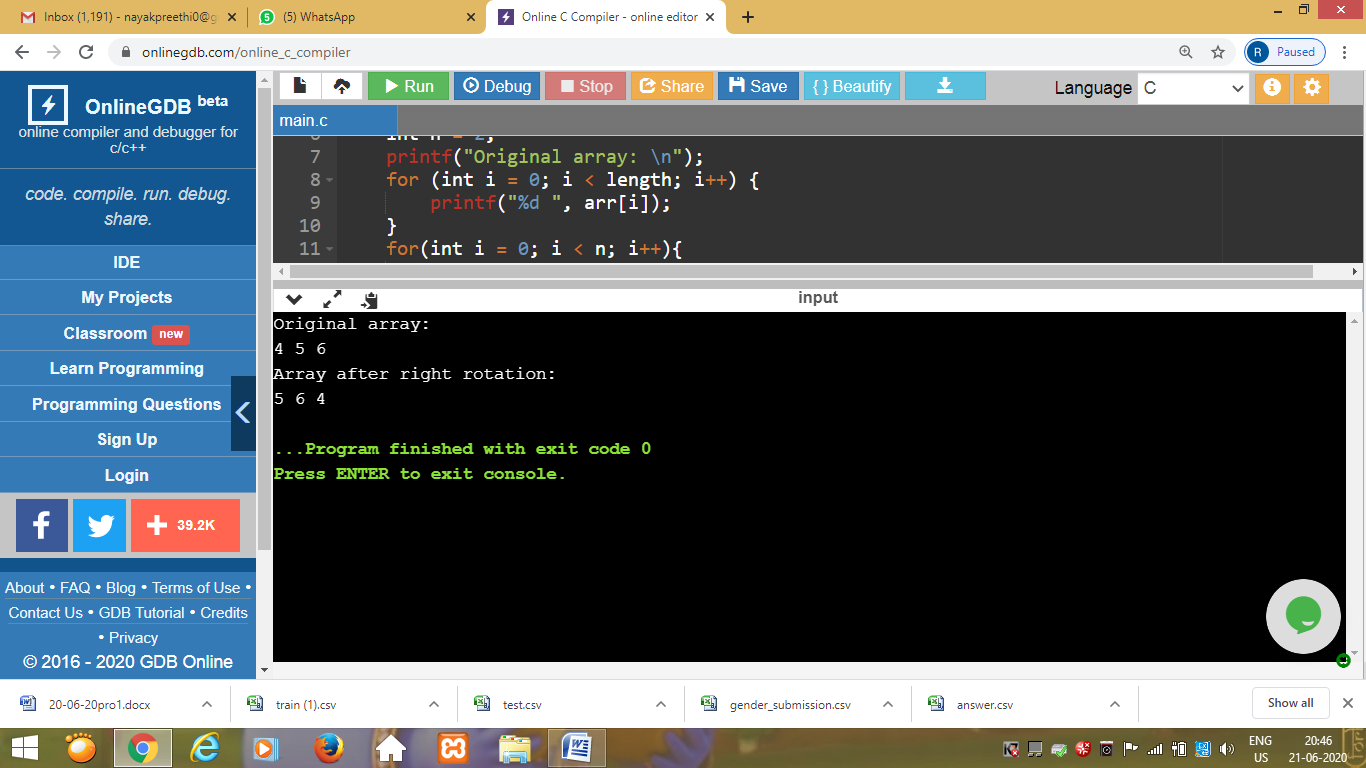 Inbox (1,191) - nayakpreethi0@g
(5) WhatsApp
Online C Compiler - online editor
onlinegdb.com/online_c_compiler
R Paused
OnlineGDB beta
online compiler and debugger for
c/c++
code. compile. run. debug.
share.
IDE
My Projects
Classroom new
Learn Programming
Programming Questions
Sign Up
Login
39.2K
About • FAQ • Blog • Terms of Use •
Contact Us • GDB Tutorial • Credits
• Privacy
© 2016 - 2020 GDB Online
Run Debug Stop Share Save { } Beautify Language C
main.c
6 int n = 2;
7 printf("Original array: \n");
8 for (int i = 0; i < length; i++) {
9 printf("%d ", arr[i]);
10 }
11 for(int i = 0; i < n; i++){
input
Original array:
4 5 6
Array after right rotation:
5 6 4
...Program finished with exit code 0
Press ENTER to exit console.
20-06-20pro1.docx
train (1).csv
test.csv
gender_submission.csv
answer.csv
Show all
ENG
US
20:46
21-06-2020